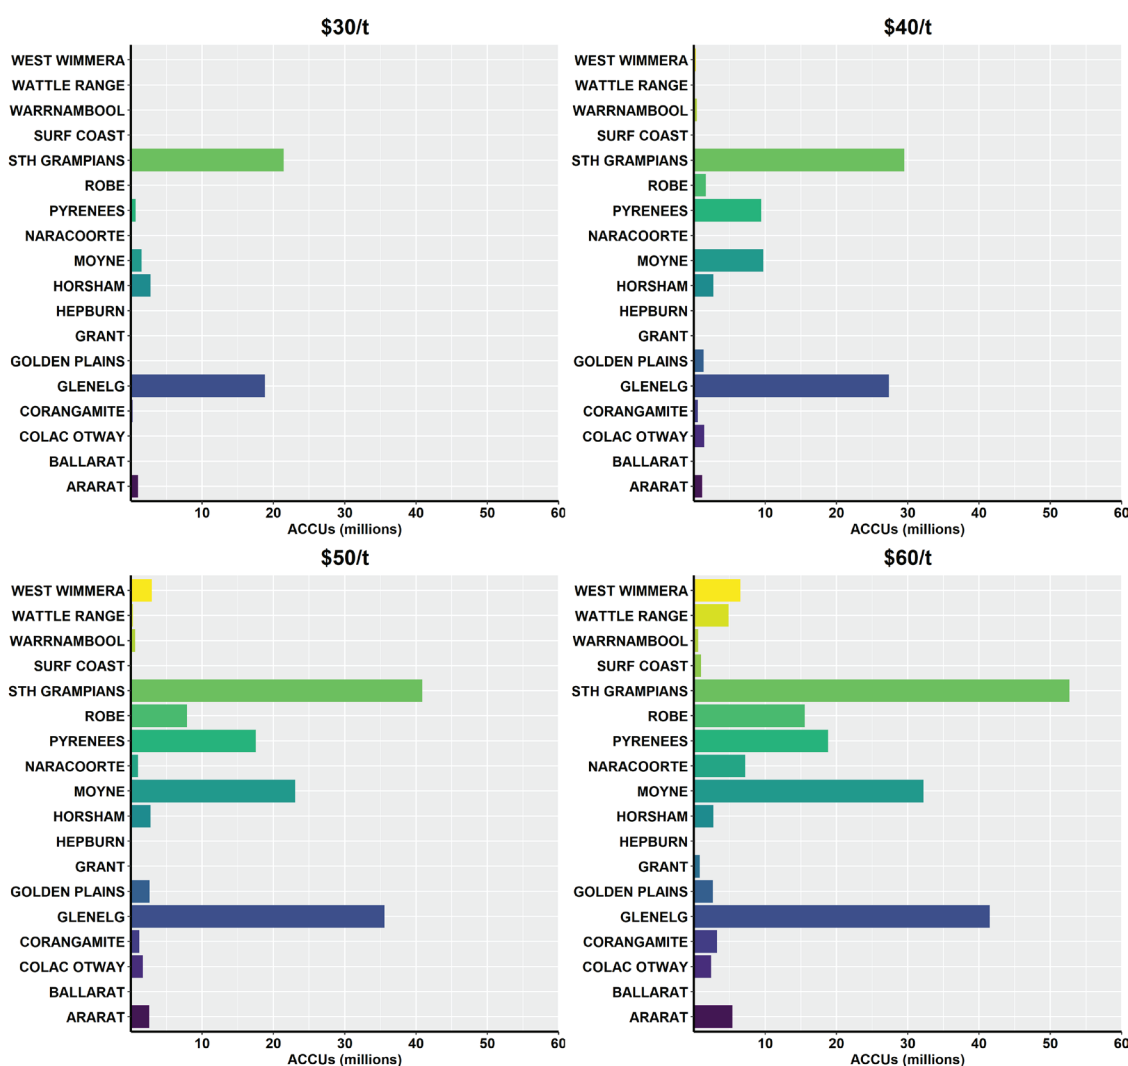 $30/t
WEST WIMMERA
WATTLE RANGE
WARRNAMBOOL
SURF COAST
STH GRAMPIANS
ROBE
PYRENEES
NARACOORTE
MOYNE
HORSHAM
HEPBURN
GRANT
GOLDEN PLAINS
GLENELG
CORANGAMITE
COLAC OTWAY
BALLARAT
ARARAT
10 20 30 40 50 60
ACCUs (millions)
$40/t
WEST WIMMERA
WATTLE RANGE
WARRNAMBOOL
SURF COAST
STH GRAMPIANS
ROBE
PYRENEES
NARACOORTE
MOYNE
HORSHAM
HEPBURN
GRANT
GOLDEN PLAINS
GLENELG
CORANGAMITE
COLAC OTWAY
BALLARAT
ARARAT
10 20 30 40 50 60
ACCUs (millions)
$50/t
WEST WIMMERA
WATTLE RANGE
WARRNAMBOOL
SURF COAST
STH GRAMPIANS
ROBE
PYRENEES
NARACOORTE
MOYNE
HORSHAM
HEPBURN
GRANT
GOLDEN PLAINS
GLENELG
CORANGAMITE
COLAC OTWAY
BALLARAT
ARARAT
10 20 30 40 50 60
ACCUs (millions)
$60/t
WEST WIMMERA
WATTLE RANGE
WARRNAMBOOL
SURF COAST
STH GRAMPIANS
ROBE
PYRENEES
NARACOORTE
MOYNE
HORSHAM
HEPBURN
GRANT
GOLDEN PLAINS
GLENELG
CORANGAMITE
COLAC OTWAY
BALLARAT
ARARAT
10 20 30 40 50 60
ACCUs (millions)